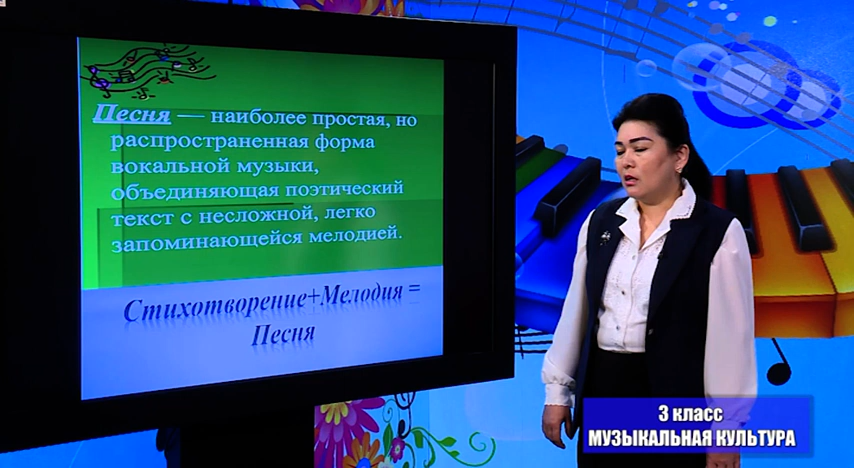 Песня — наиболее простая, но
распространенная форма
вокальной музыки,
объединяющая поэтический
текст с несложной, легко
запоминающейся мелодией.
Стихотворение+Мелодия =
Песня
3 класс
МУЗЫКАЛЬНАЯ КУЛЬТУРА